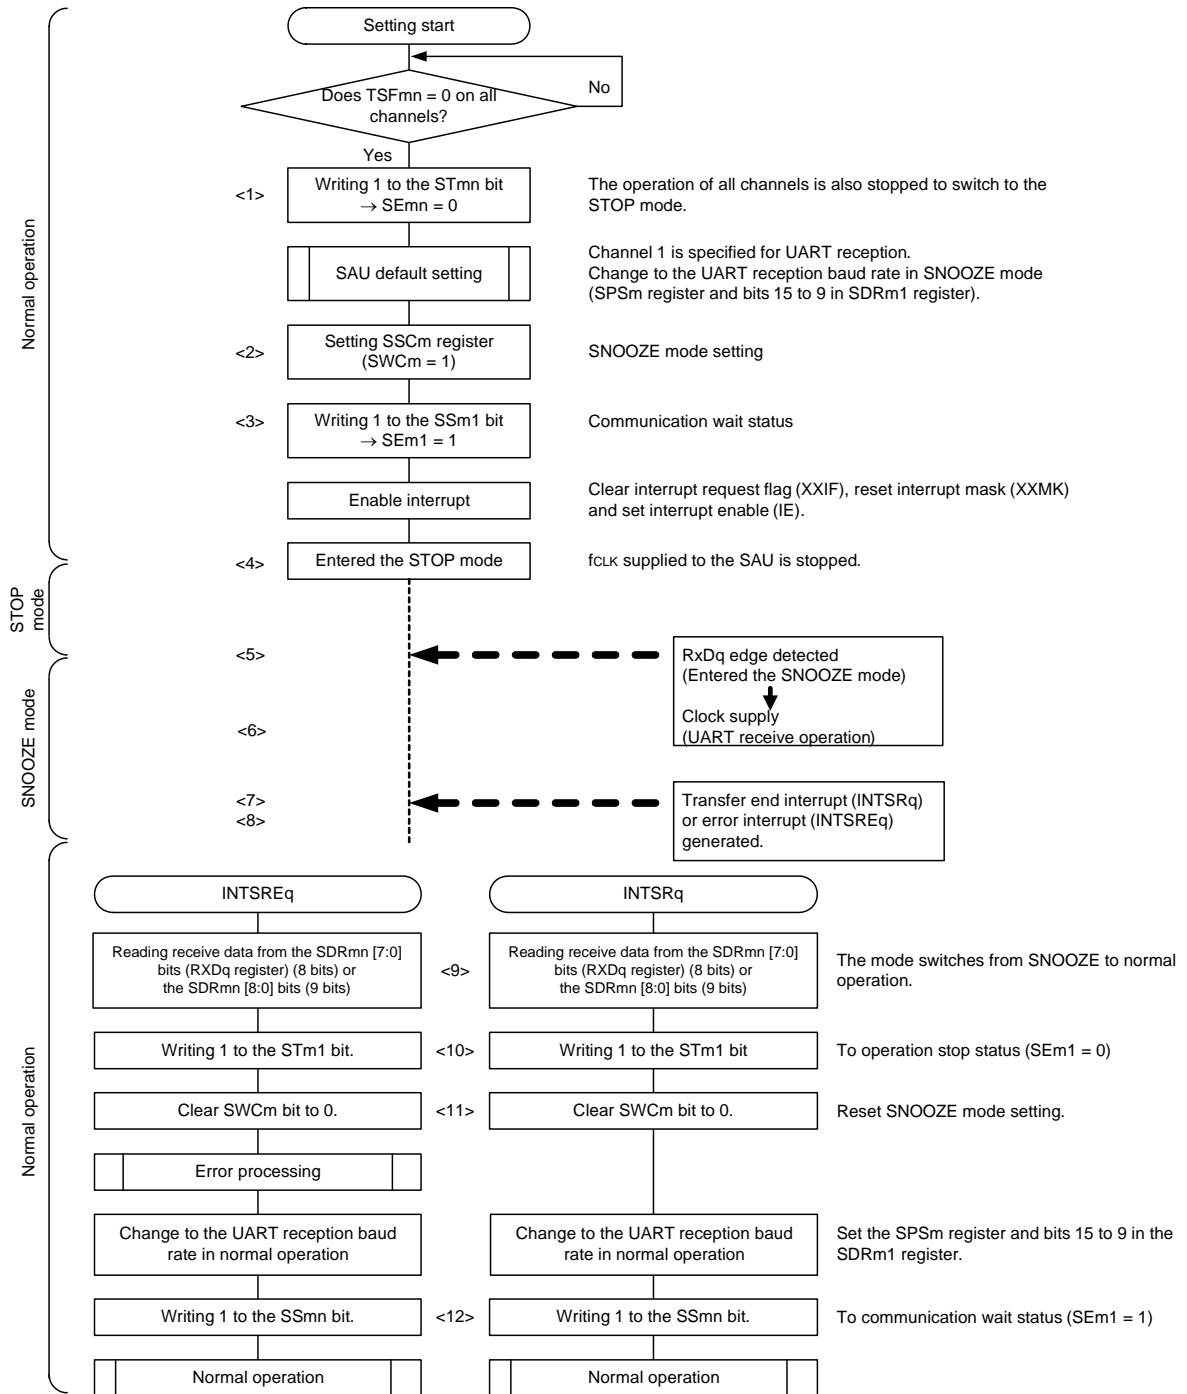 Setting start
No
Does TSFmn = 0 on all
channels?
Yes
<1>
Writing 1 to the STmn bit
→ SEmn = 0
The operation of all channels is also stopped to switch to the
STOP mode.
SAU default setting
Channel 1 is specified for UART reception.
Change to the UART reception baud rate in SNOOZE mode
(SPSm register and bits 15 to 9 in SDRm1 register).
Normal operation
<2>
Setting SSCm register
(SWCm = 1)
SNOOZE mode setting
<3>
Writing 1 to the SSm1 bit
→ SEm1 = 1
Communication wait status
Enable interrupt
Clear interrupt request flag (XXIF), reset interrupt mask (XXMK)
and set interrupt enable (IE).
<4>
Entered the STOP mode
fCLK supplied to the SAU is stopped.
STOP
mode
<5>
RxDq edge detected
(Entered the SNOOZE mode)
Clock supply
(UART receive operation)
SNOOZE mode
<6>
<7>
<8>
Transfer end interrupt (INTSRq)
or error interrupt (INTSREq)
generated.
INTSREq
INTSRq
Reading receive data from the SDRmn [7:0]
bits (RXDq register) (8 bits) or
the SDRmn [8:0] bits (9 bits)
<9>
Reading receive data from the SDRmn [7:0]
bits (RXDq register) (8 bits) or
the SDRmn [8:0] bits (9 bits)
The mode switches from SNOOZE to normal
operation.
Writing 1 to the STm1 bit.
<10>
Writing 1 to the STm1 bit
To operation stop status (SEm1 = 0)
Clear SWCm bit to 0.
<11>
Clear SWCm bit to 0.
Reset SNOOZE mode setting.
Normal operation
Error processing
Change to the UART reception baud
rate in normal operation
Change to the UART reception baud
rate in normal operation
Set the SPSm register and bits 15 to 9 in the
SDRm1 register.
Writing 1 to the SSmn bit.
<12>
Writing 1 to the SSmn bit.
To communication wait status (SEm1 = 1)
Normal operation
Normal operation